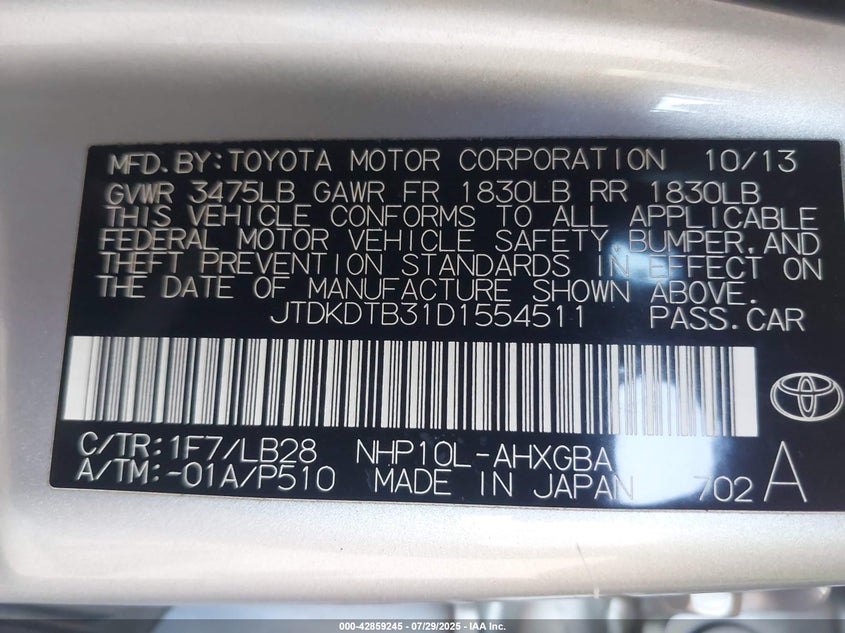 MFD.BY:TOYOTA MOTOR CORPORATION 10/13
GVWR 3475LB GAWR FR 1830LB RR 1830LB
THIS VEHICLE CONFORMS TO ALL APPLICABLE
FEDERAL MOTOR VEHICLE SAFETY,BUMPER,AND
THEFT PREVENTION STANDARDS IN EFFECT ON
THE DATE OF MANUFACTURE SHOWN ABOVE.
JTDKDTB31D1554511 PASS.CAR
C/TR:1F7/LB28 NHP10L-AHXGBA
A/TM:-01A/P510 MADE IN JAPAN 702 A
000-42859245 - 07/29/2025 - IAA Inc.